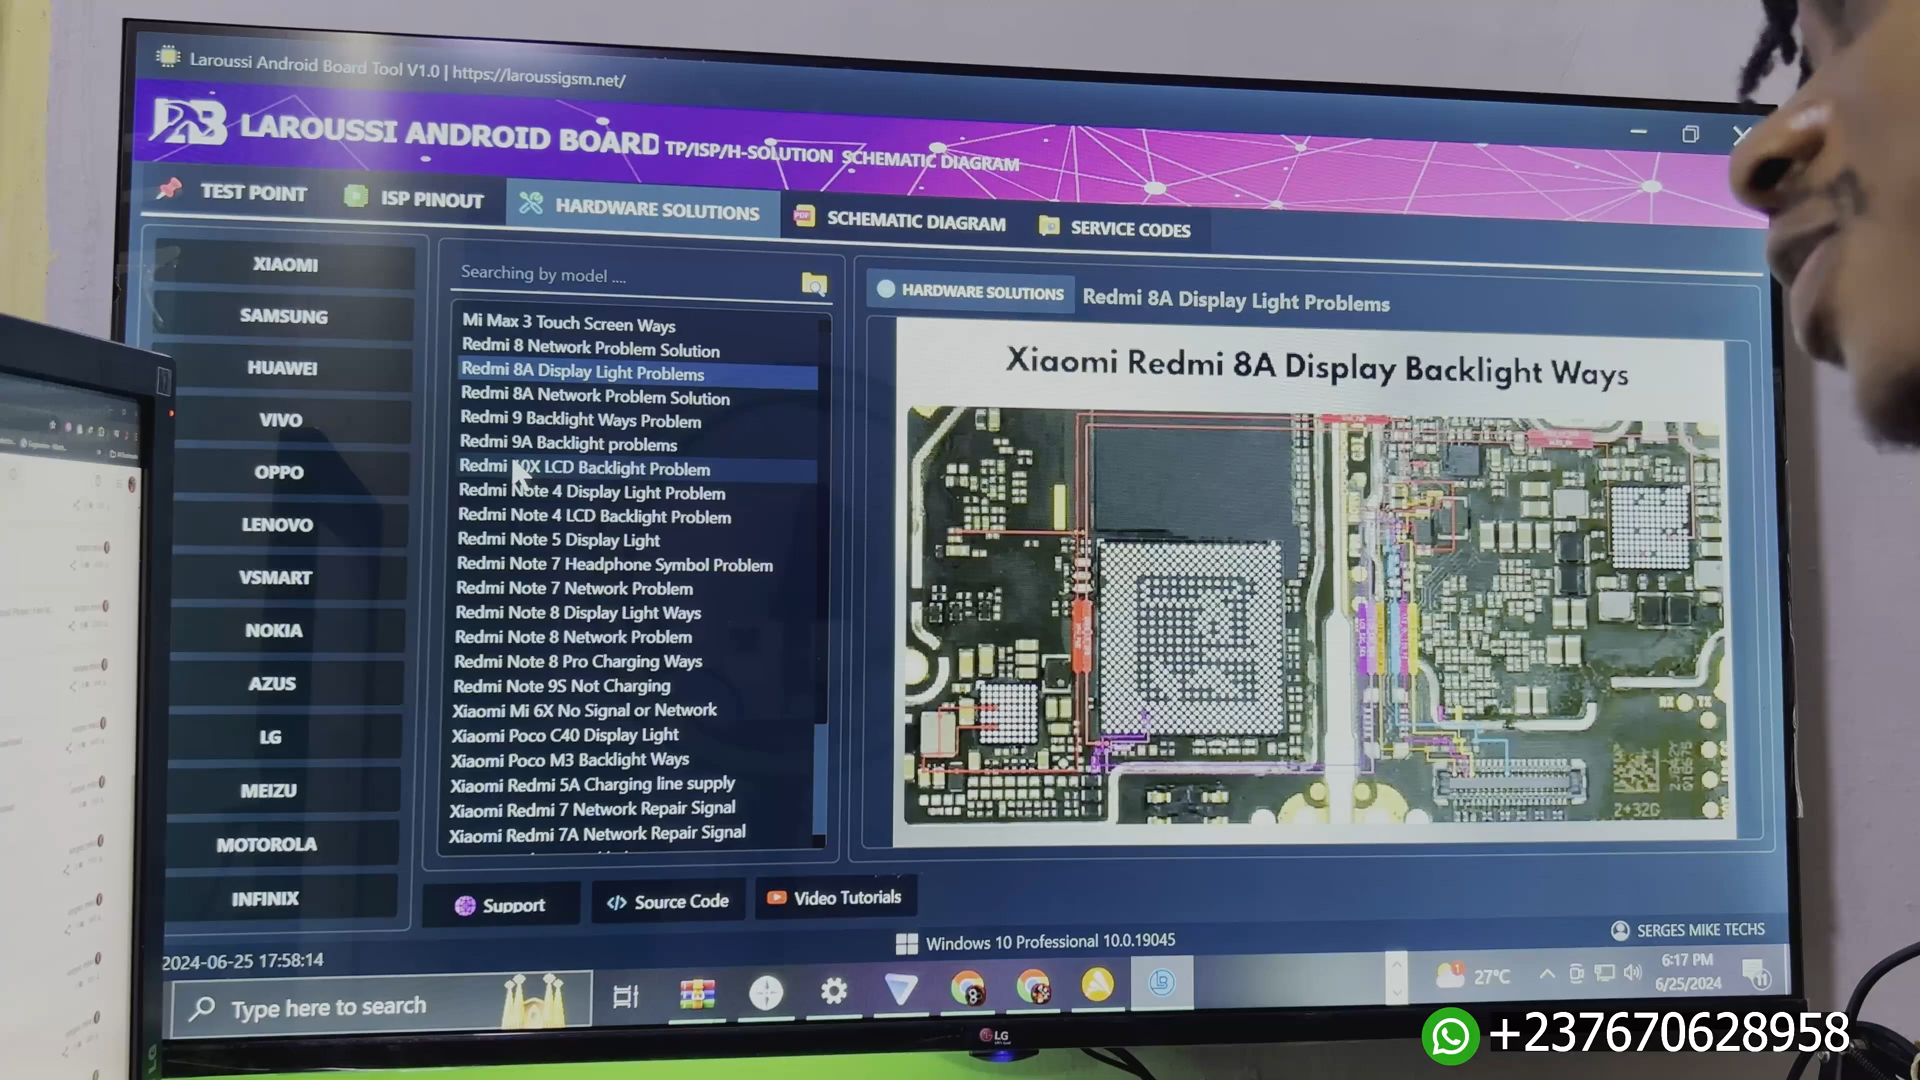 Laroussi Android Board Tool V1.0 | https://laroussigsm.net/
LAROUSSI ANDROID BOARD TP/ISP/H-SOLUTION SCHEMATIC DIAGRAM
TEST POINT
ISP PINOUT
HARDWARE SOLUTIONS
SCHEMATIC DIAGRAM
SERVICE CODES
XIAOMI
SAMSUNG
HUAWEI
VIVO
OPPO
LENOVO
VSMART
NOKIA
AZUS
LG
MEIZU
MOTOROLA
INFINIX
Searching by model ....
Mi Max 3 Touch Screen Ways
Redmi 8 Network Problem Solution
Redmi 8A Display Light Problems
Redmi 8A Network Problem Solution
Redmi 9 Backlight Ways Problem
Redmi 9A Backlight problems
Redmi 10X LCD Backlight Problem
Redmi Note 4 Display Light Problem
Redmi Note 4 LCD Backlight Problem
Redmi Note 5 Display Light
Redmi Note 7 Headphone Symbol Problem
Redmi Note 7 Network Problem
Redmi Note 8 Display Light Ways
Redmi Note 8 Network Problem
Redmi Note 8 Pro Charging Ways
Redmi Note 9S Not Charging
Xiaomi Mi 6X No Signal or Network
Xiaomi Poco C40 Display Light
Xiaomi Poco M3 Backlight Ways
Xiaomi Redmi 5A Charging line supply
Xiaomi Redmi 7 Network Repair Signal
Xiaomi Redmi 7A Network Repair Signal
HARDWARE SOLUTIONS
Redmi 8A Display Light Problems
Xiaomi Redmi 8A Display Backlight Ways
RX TX
2+32G
Support
</> Source Code
Video Tutorials
Windows 10 Professional 10.0.19045
SERGES MIKE TECHS
2024-06-25 17:58:14
Type here to search
27°C
6:17 PM
6/25/2024
LG
LG
+237670628958